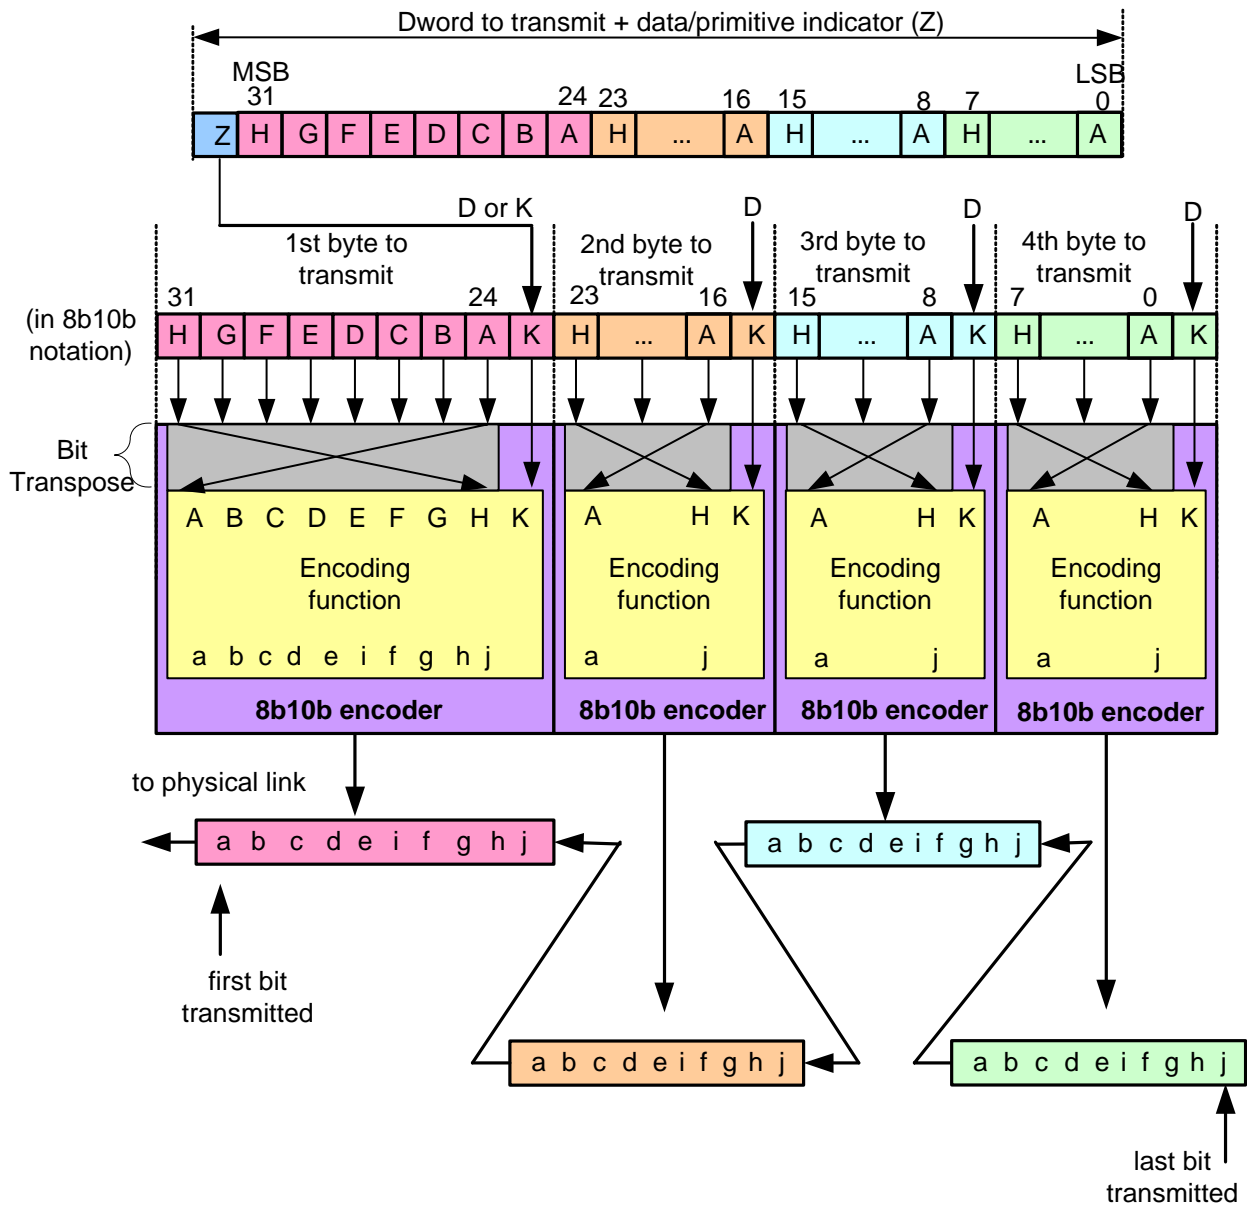 Dword to transmit + data/primitive indicator (Z)
MSB LSB
31 24 23 16 15 8 7 0
Z H G F E D C B A H ... A H ... A H ... A
D or K D D D
1st byte to transmit
2nd byte to transmit
3rd byte to transmit
4th byte to transmit
31 24 23 16 15 8 7 0
(in 8b10b notation)
H G F E D C B A K H ... A K H ... A K H ... A K
Bit Transpose
A B C D E F G H K A H K A H K A H K
Encoding function
Encoding function
Encoding function
Encoding function
a b c d e i f g h j a j a j a j
8b10b encoder 8b10b encoder 8b10b encoder 8b10b encoder
to physical link
a b c d e i f g h j
a b c d e i f g h j
first bit transmitted
a b c d e i f g h j
a b c d e i f g h j
last bit transmitted